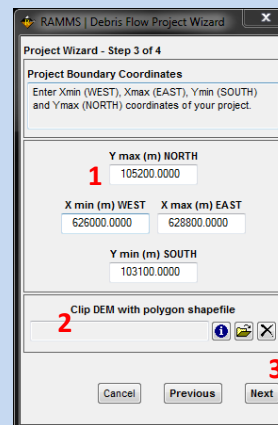 RAMMS | Debris Flow Project Wizard
Project Wizard - Step 3 of 4
Project Boundary Coordinates
Enter Xmin (WEST), Xmax (EAST), Ymin (SOUTH)
and Ymax (NORTH) coordinates of your project.
Y max (m) NORTH
1 105200.0000
X min (m) WEST X max (m) EAST
626000.0000 628800.0000
Y min (m) SOUTH
103100.0000
Clip DEM with polygon shapefile
2
3
Cancel Previous Next